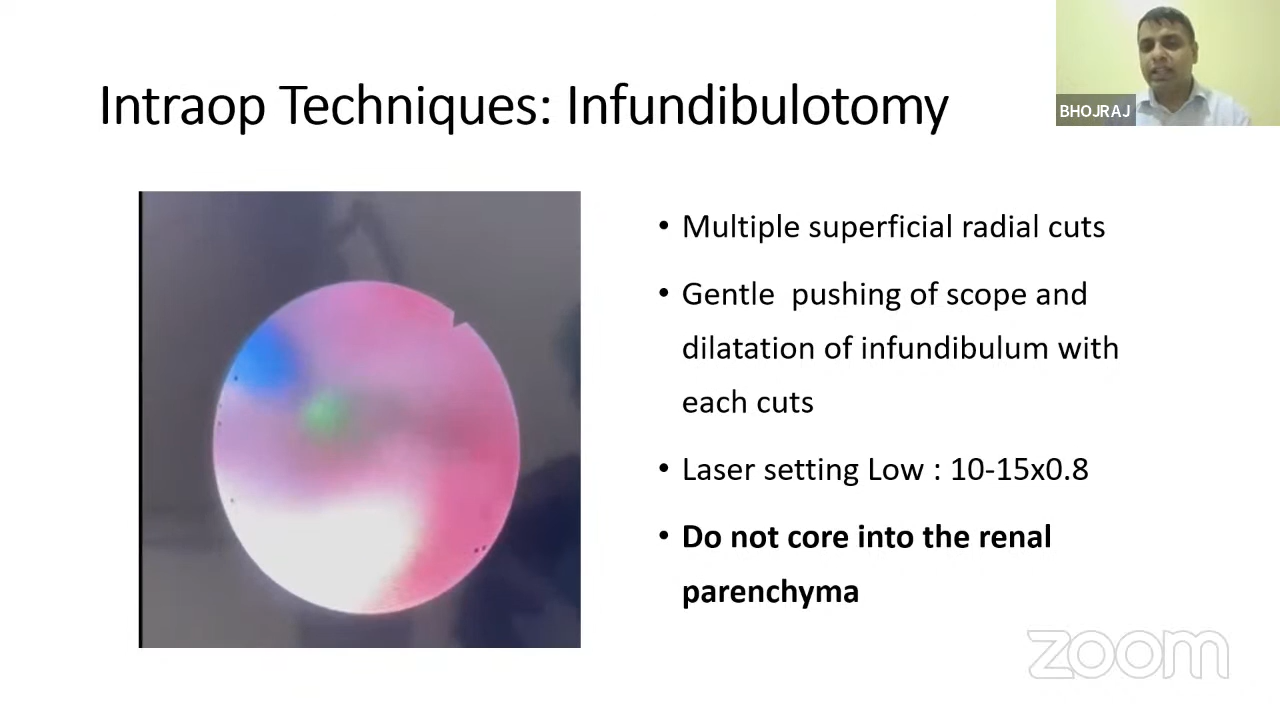 Intraop Techniques: Infundibulotomy
BHOJRAJ
• Multiple superficial radial cuts
• Gentle pushing of scope and
dilatation of infundibulum with
each cuts
• Laser setting Low : 10-15x0.8
• Do not core into the renal
parenchyma
zoom